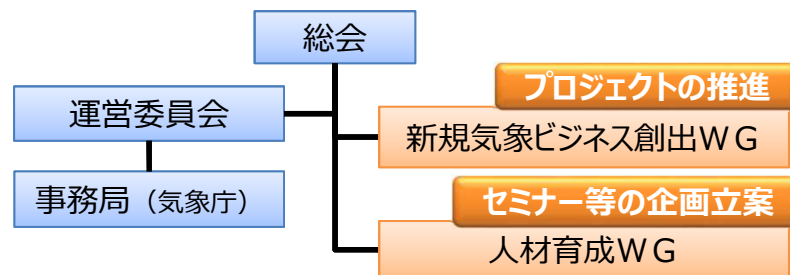 総会
プロジェクトの推進
運営委員会
新規気象ビジネス創出WG
事務局（気象庁）
セミナー等の企画立案
人材育成WG